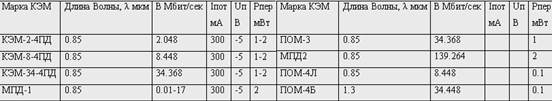 Марка КЭМ Длина Волны, λ мкм В Мбит/сек Iпот мА Uп В Рпер мВт Марка КЭМ Длина Волны, λ мкм В Мбит/сек Iпот мА Uп В Рпер мВт
КЭМ-2-4ПД 0.85 2.048 300 -5 1-2 ПОМ-3 0.85 34.368 1
КЭМ-8-4ПД 0.85 8.448 300 -5 1-2 МПД2 0.85 139.264 2
КЭМ-34-4ПД 0.85 34.368 300 -5 1-2 ПОМ-4Л 0.85 8.448 0.1
МПД-1 0.85 0.01-17 300 -5 2 ПОМ-4Б 1.3 34.448 0.1